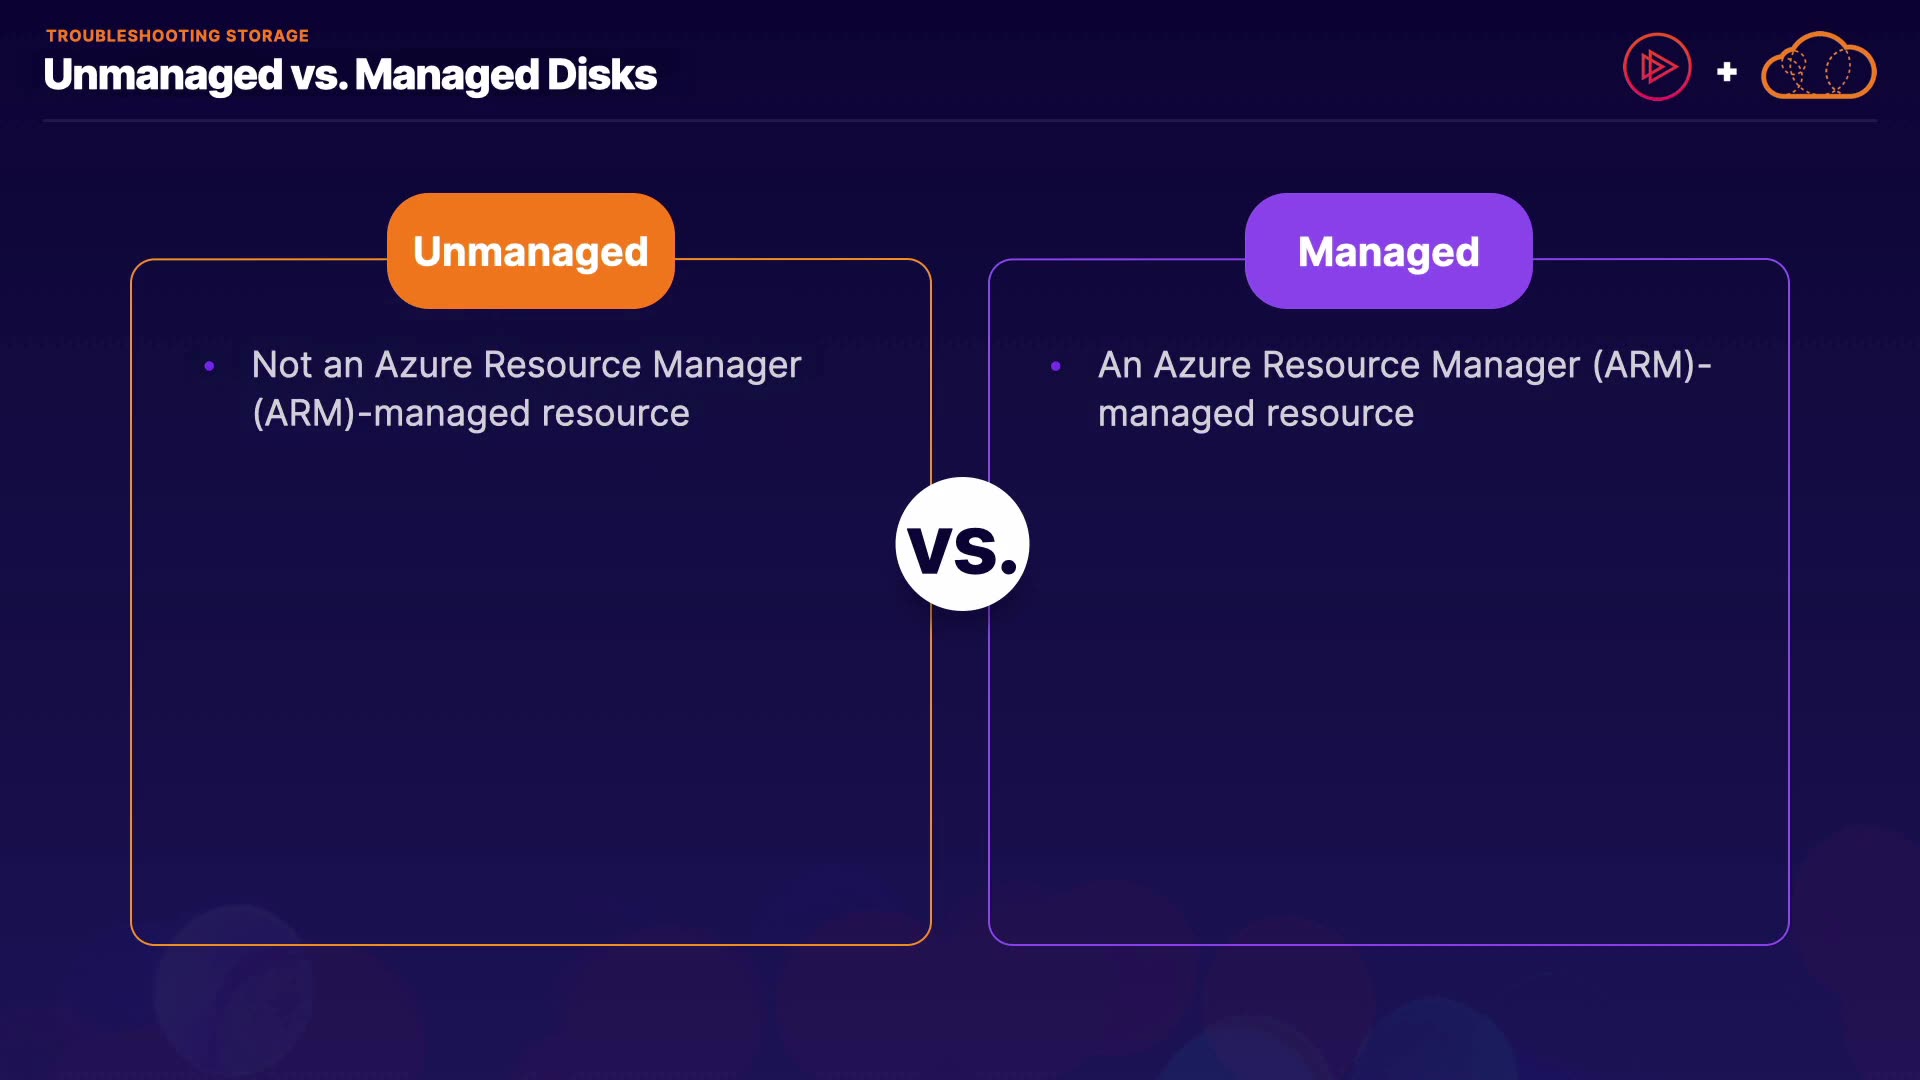 TROUBLESHOOTING STORAGE
Unmanaged vs. Managed Disks
Unmanaged
• Not an Azure Resource Manager
(ARM)-managed resource
vs.
Managed
• An Azure Resource Manager (ARM)-
managed resource